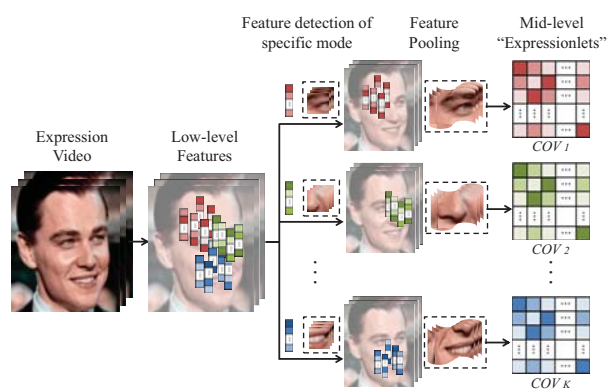 Feature detection of
specific mode
Feature
Pooling
Mid-level
"Expressionlets"
Expression
Video
Low-level
Features
COV 1
COV 2
COV K